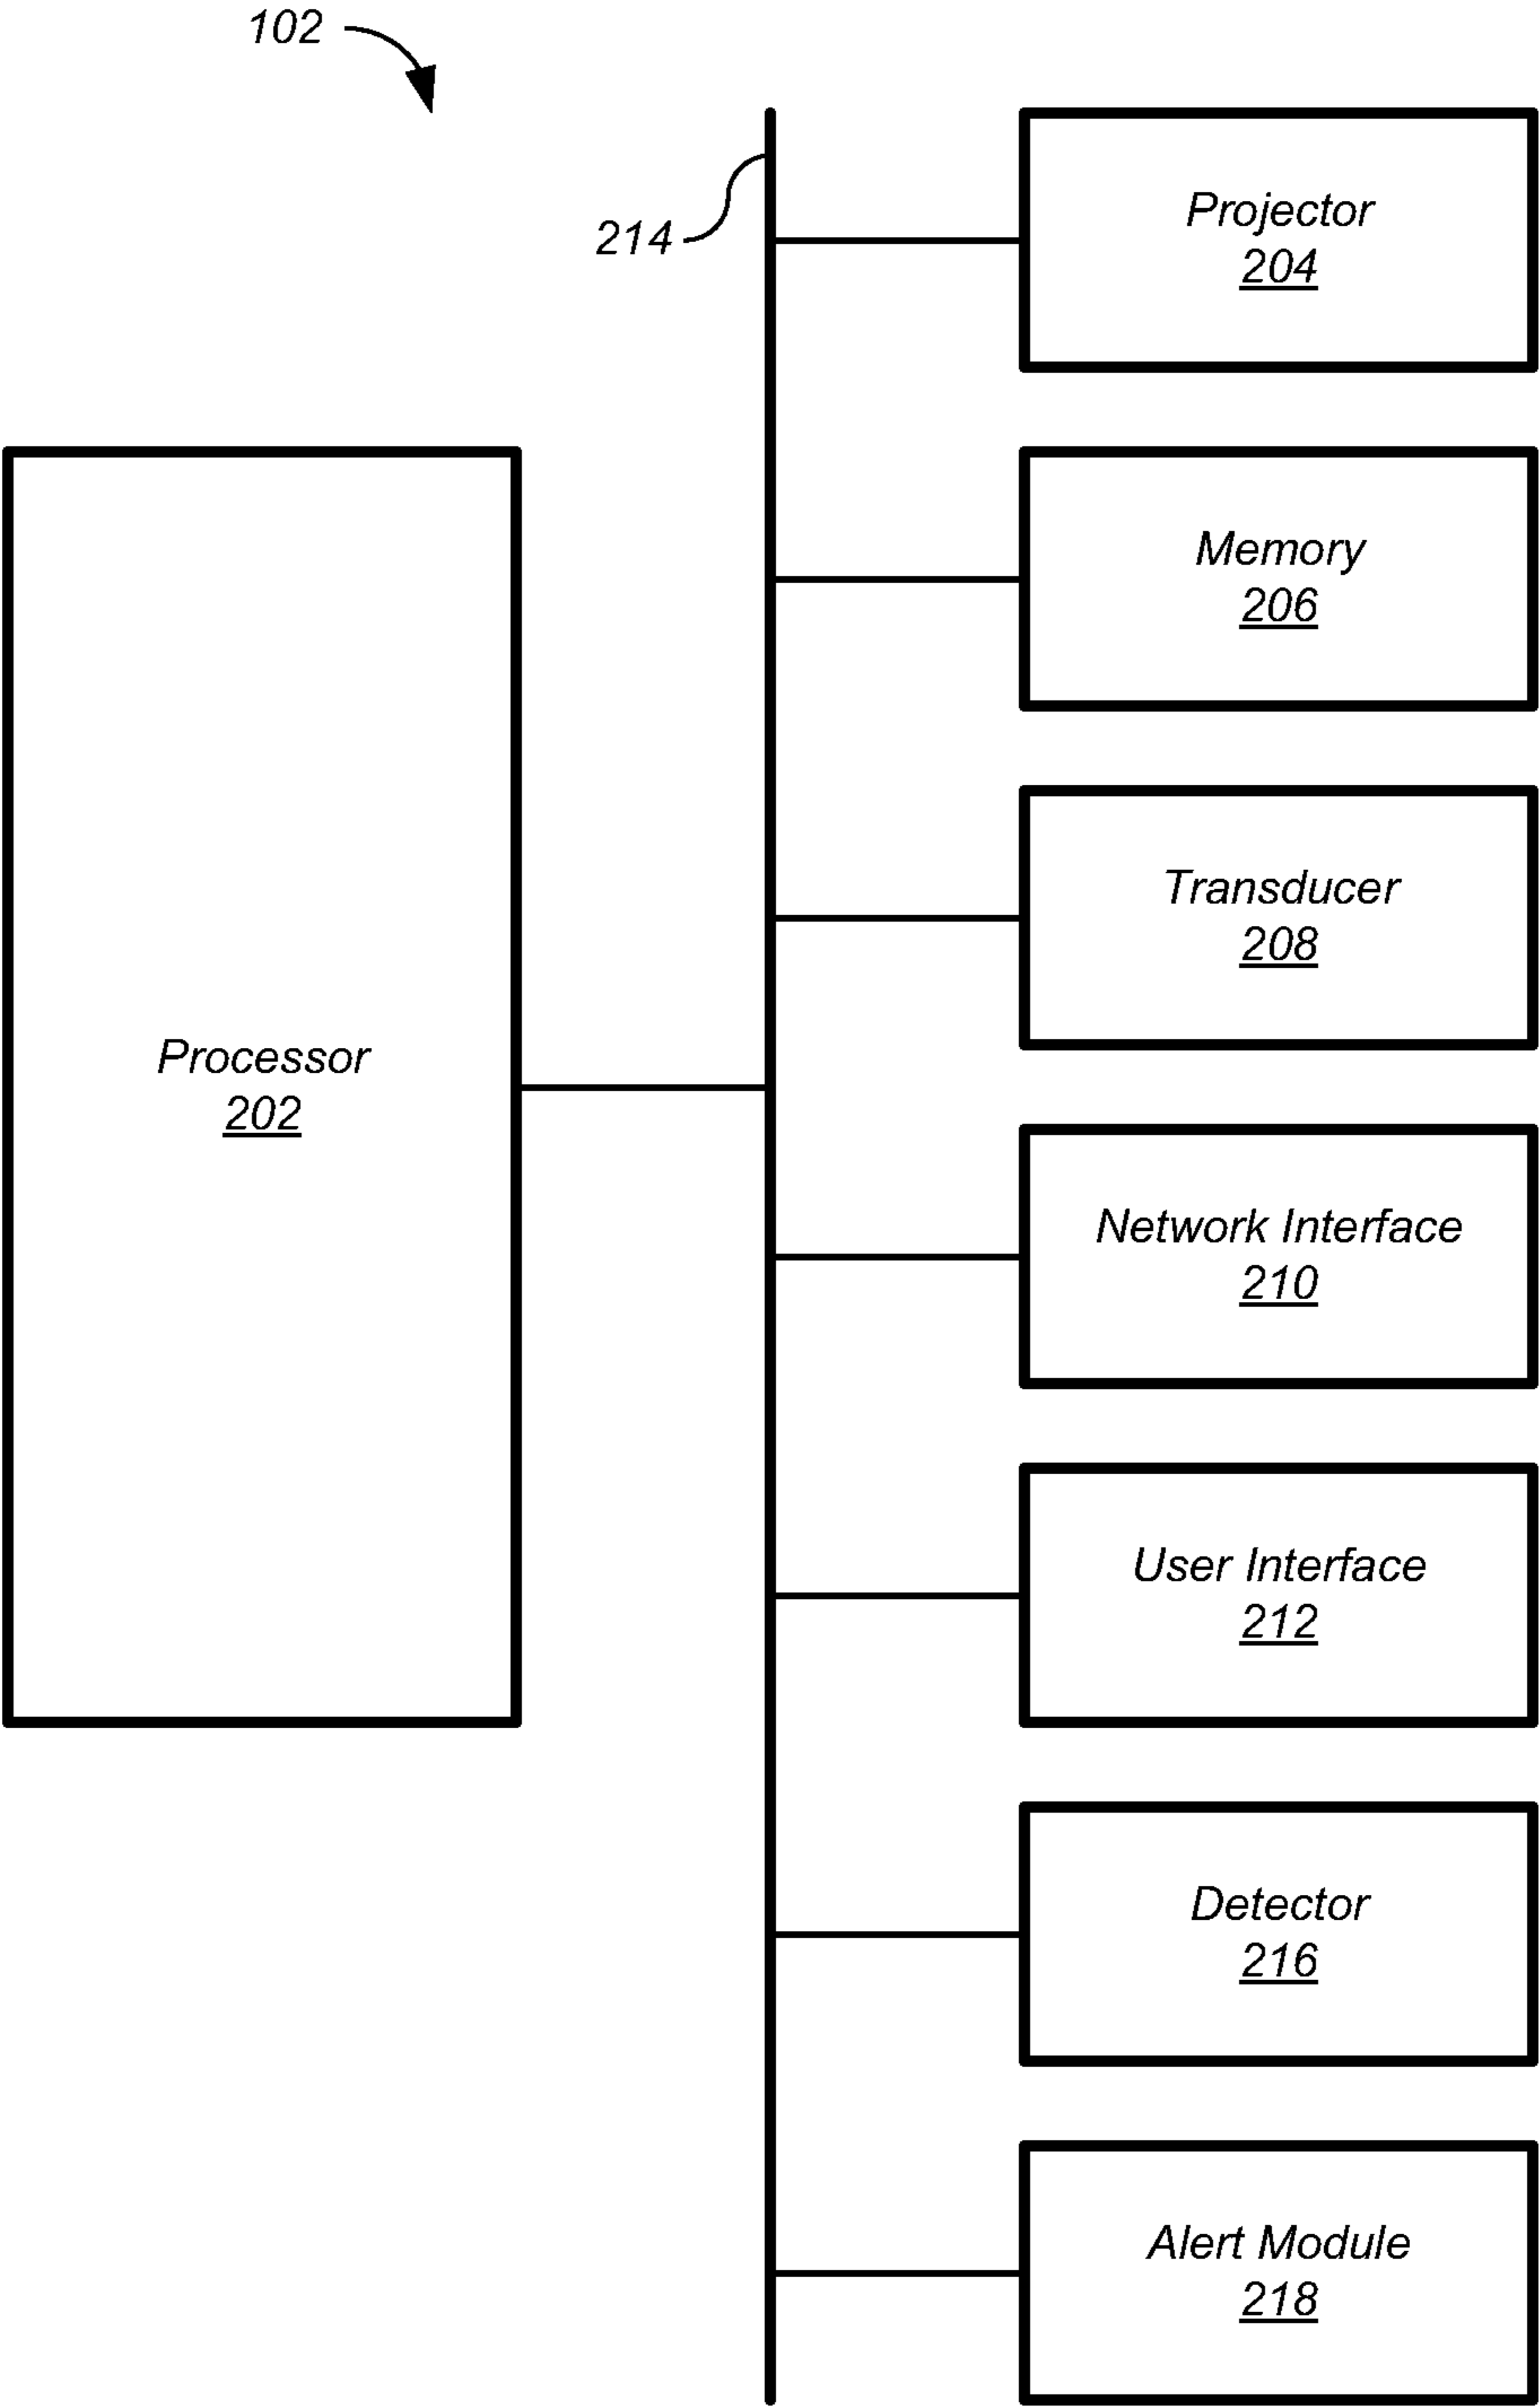 102
214
Projector
204
Memory
206
Transducer
208
Processor
202
Network Interface
210
User Interface
212
Detector
216
Alert Module
218